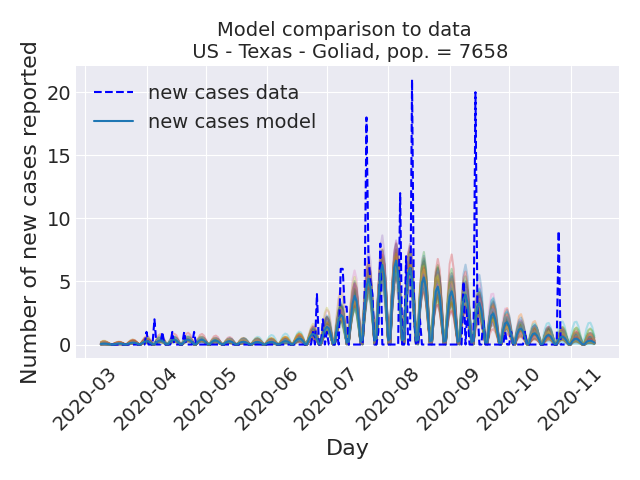 Model comparison to data
US - Texas - Goliad, pop. = 7658
Number of new cases reported
20
15
10
5
0
new cases data
new cases model
2020-03
2020-04
2020-05
2020-06
2020-07
2020-08
2020-09
2020-10
2020-11
Day